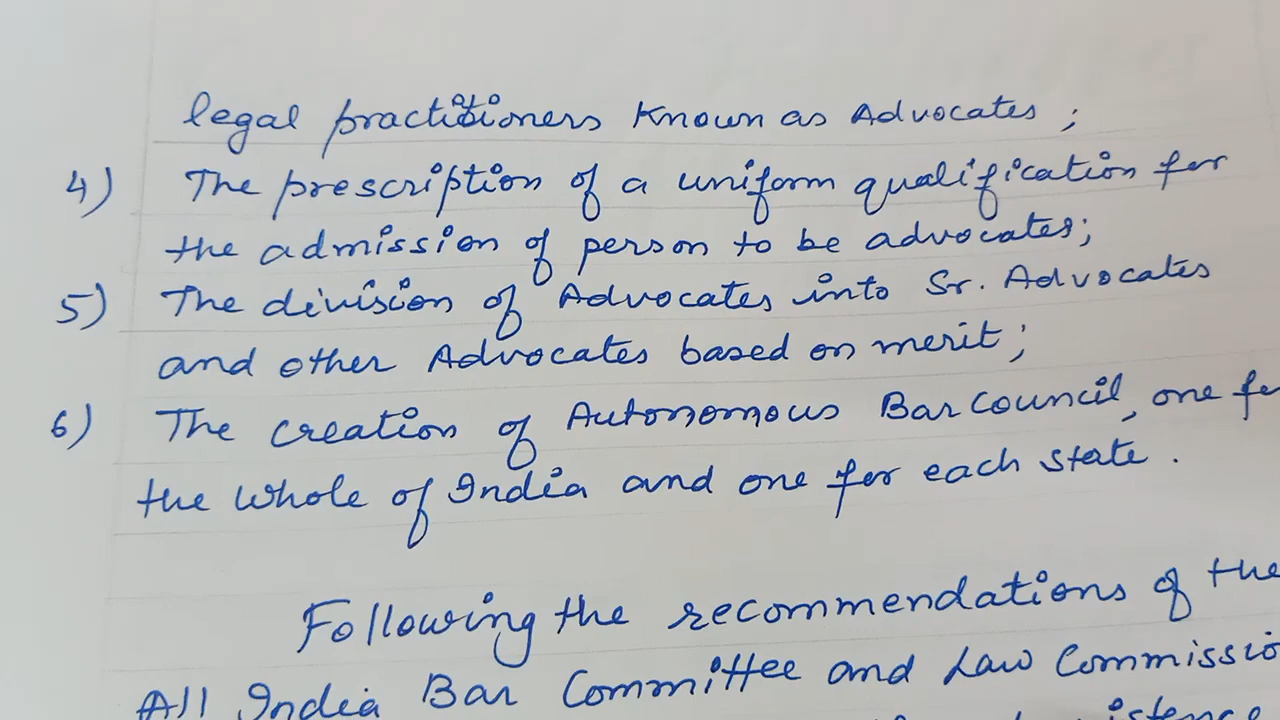 legal practitioners Known as Advocates ;
4) The prescription of a uniform qualification for
the admission of person to be advocates;
5) The division of Advocates into Sr. Advocates
and other Advocates based on merit;
6) The creation of Autonomous Bar Council, one
the whole of India and one for each state.
Following the recommendations of the
All India Bar Committee and Law